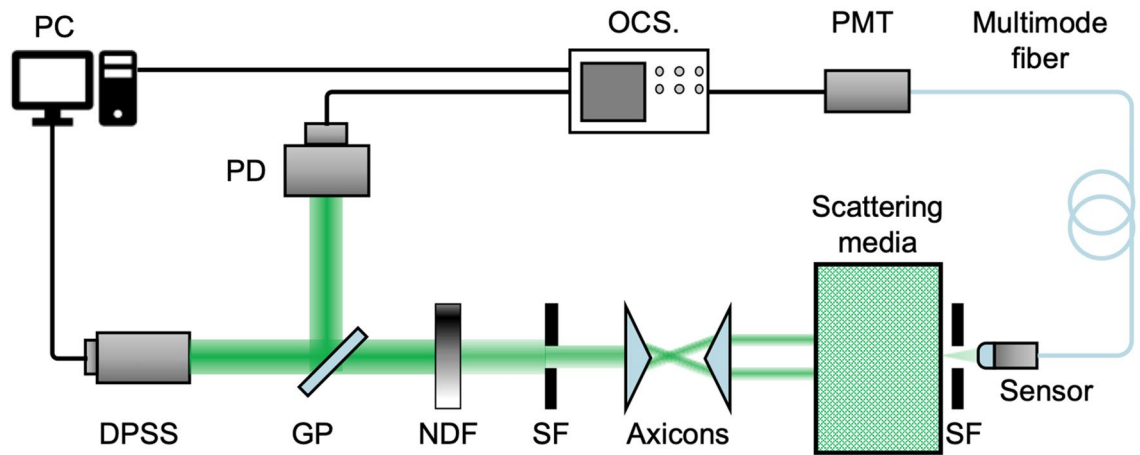 PC
OCS.
PMT
Multimode
fiber
PD
Scattering
media
DPSS
GP
NDF
SF
Axicons
SF
Sensor